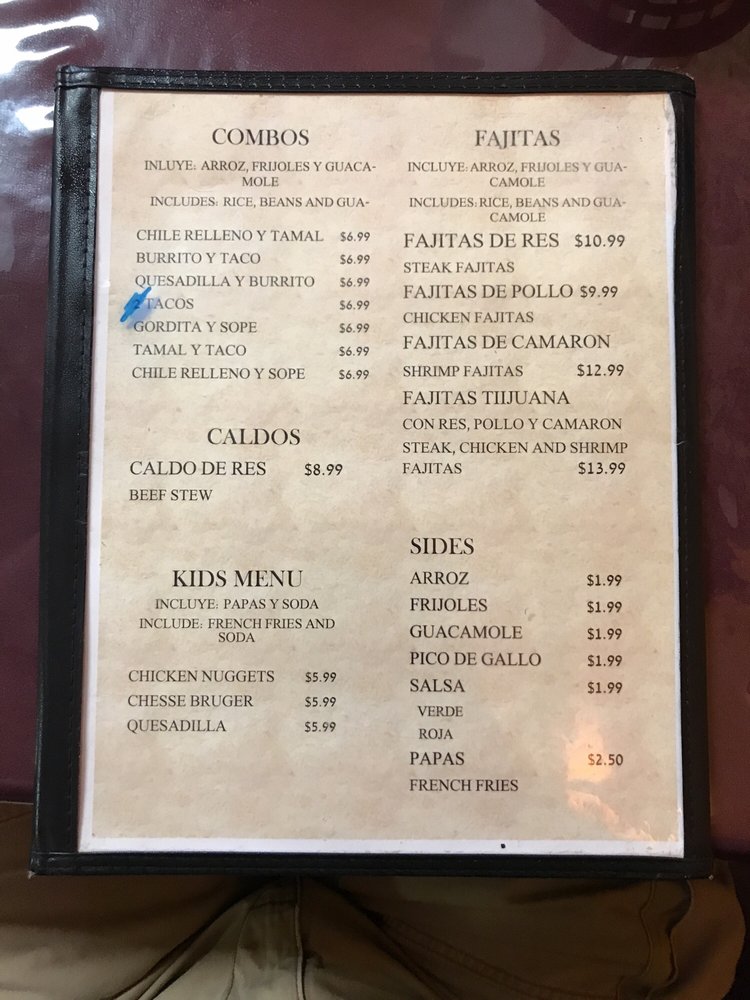 COMBOS
INLUYE: ARROZ, FRIJOLES Y GUACA-
MOLE
INCLUDES: RICE, BEANS AND GUA-
CHILE RELLENO Y TAMAL $6.99
BURRITO Y TACO $6.99
QUESADILLA Y BURRITO $6.99
2 TACOS $6.99
GORDITA Y SOPE $6.99
TAMAL Y TACO $6.99
CHILE RELLENO Y SOPE $6.99
CALDOS
CALDO DE RES $8.99
BEEF STEW
KIDS MENU
INCLUYE: PAPAS Y SODA
INCLUDE: FRENCH FRIES AND
SODA
CHICKEN NUGGETS $5.99
CHESSE BRUGER $5.99
QUESADILLA $5.99
FAJITAS
INCLUYE: ARROZ, FRIJOLES Y GUA-
CAMOLE
INCLUDES: RICE, BEANS AND GUA-
CAMOLE
FAJITAS DE RES $10.99
STEAK FAJITAS
FAJITAS DE POLLO $9.99
CHICKEN FAJITAS
FAJITAS DE CAMARON
SHRIMP FAJITAS $12.99
FAJITAS TIIJUANA
CON RES, POLLO Y CAMARON
STEAK, CHICKEN AND SHRIMP
FAJITAS $13.99
SIDES
ARROZ $1.99
FRIJOLES $1.99
GUACAMOLE $1.99
PICO DE GALLO $1.99
SALSA $1.99
VERDE
ROJA
PAPAS $2.50
FRENCH FRIES